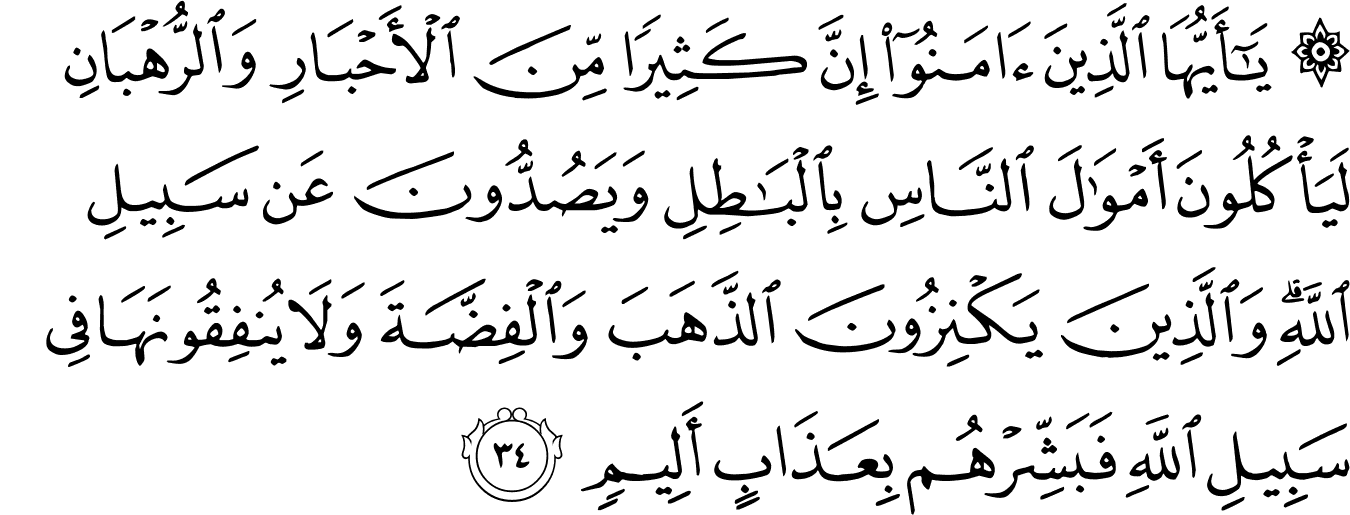 ۞ يَـٰٓأَيُّهَا ٱلَّذِينَ ءَامَنُوٓا۟ إِنَّ كَثِيرًا مِّنَ ٱلْأَحْبَارِ وَٱلرُّهْبَانِ
لَيَأْكُلُونَ أَمْوَٰلَ ٱلنَّاسِ بِٱلْبَـٰطِلِ وَيَصُدُّونَ عَن سَبِيلِ
ٱللَّهِ ۗ وَٱلَّذِينَ يَكْنِزُونَ ٱلذَّهَبَ وَٱلْفِضَّةَ وَلَا يُنفِقُونَهَا فِى
سَبِيلِ ٱللَّهِ فَبَشِّرْهُم بِعَذَابٍ أَلِيمٍ ٣٤